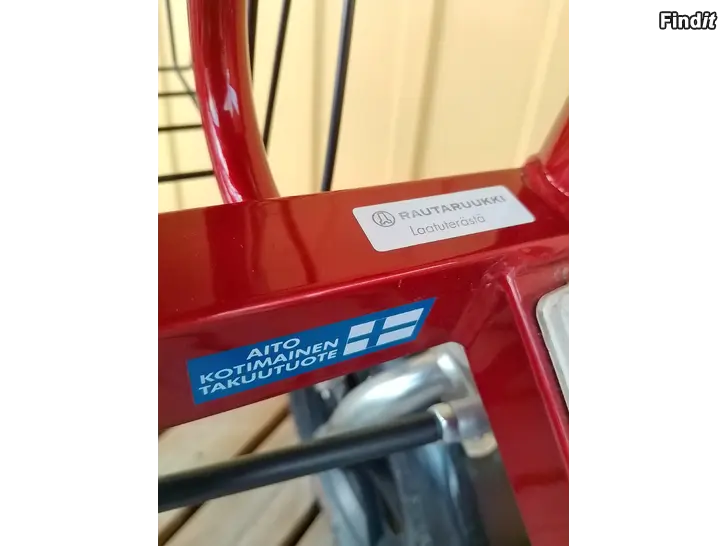 Findit
RAUTARUUKKI
Laatuterästä
AITO
KOTIMAINEN
TAKUUTUOTE